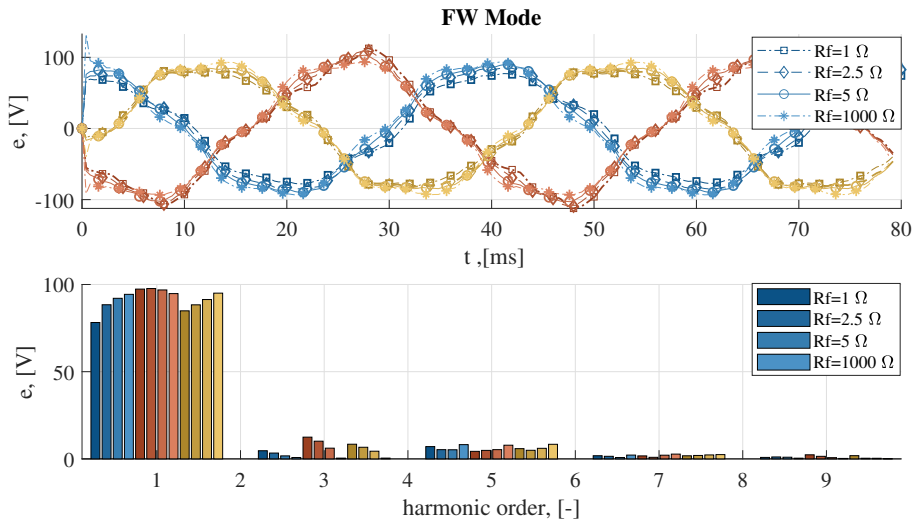 FW Mode
100
0
-100
e, [V]
0 10 20 30 40 50 60 70 80
t ,[ms]
Rf=1 Ω
Rf=2.5 Ω
Rf=5 Ω
Rf=1000 Ω
100
50
0
e, [V]
1 2 3 4 5 6 7 8 9
harmonic order, [-]
Rf=1 Ω
Rf=2.5 Ω
Rf=5 Ω
Rf=1000 Ω